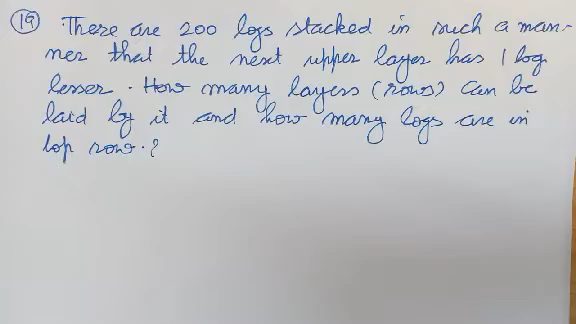 (19) There are 200 logs stacked in such a man-
ner that the next upper layer has 1 log
lesser. How many layers (rows) can be
laid by it and how many logs are in
top row.?